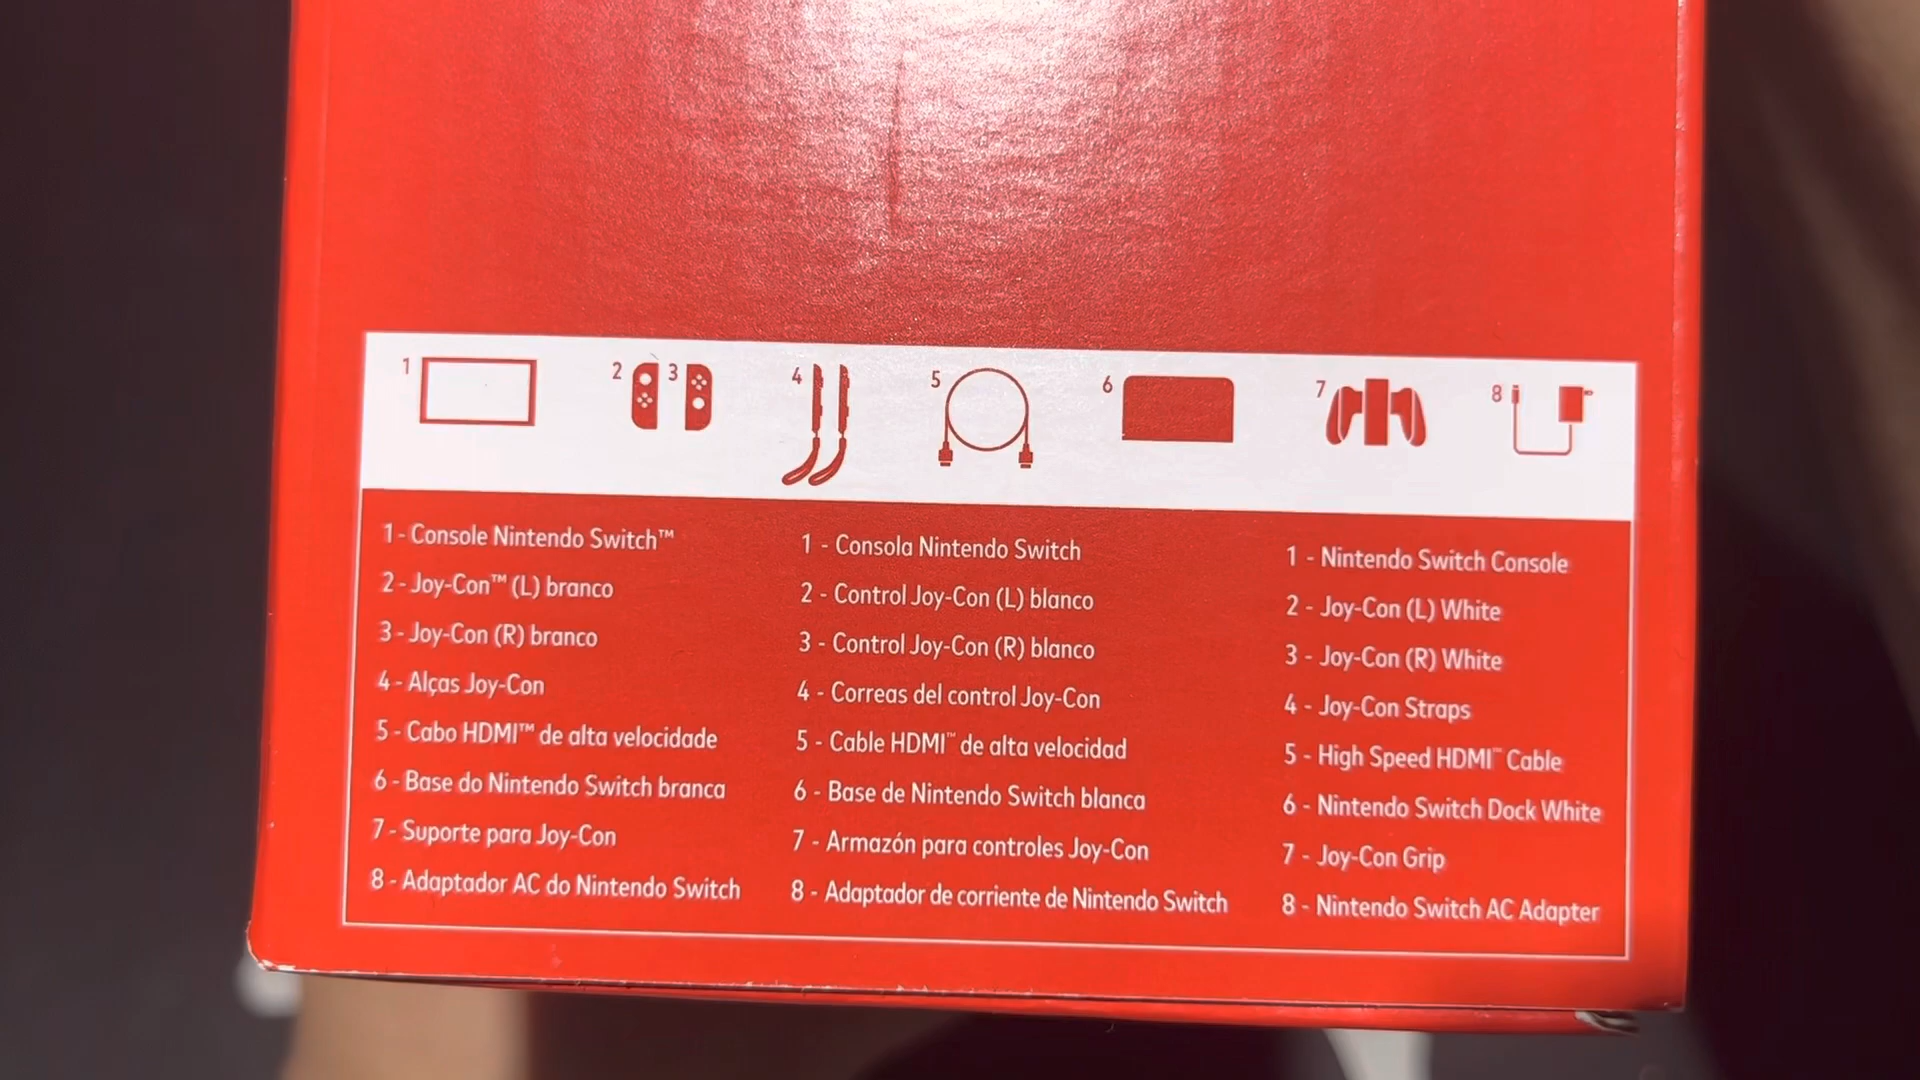 1
2
3
4
5
6
7
8
1 - Console Nintendo Switch™
2 - Joy-Con™ (L) branco
3 - Joy-Con (R) branco
4 - Alças Joy-Con
5 - Cabo HDMI™ de alta velocidade
6 - Base do Nintendo Switch branca
7 - Suporte para Joy-Con
8 - Adaptador AC do Nintendo Switch
1 - Consola Nintendo Switch
2 - Control Joy-Con (L) blanco
3 - Control Joy-Con (R) blanco
4 - Correas del control Joy-Con
5 - Cable HDMI™ de alta velocidad
6 - Base de Nintendo Switch blanca
7 - Armazón para controles Joy-Con
8 - Adaptador de corriente de Nintendo Switch
1 - Nintendo Switch Console
2 - Joy-Con (L) White
3 - Joy-Con (R) White
4 - Joy-Con Straps
5 - High Speed HDMI™ Cable
6 - Nintendo Switch Dock White
7 - Joy-Con Grip
8 - Nintendo Switch AC Adapter